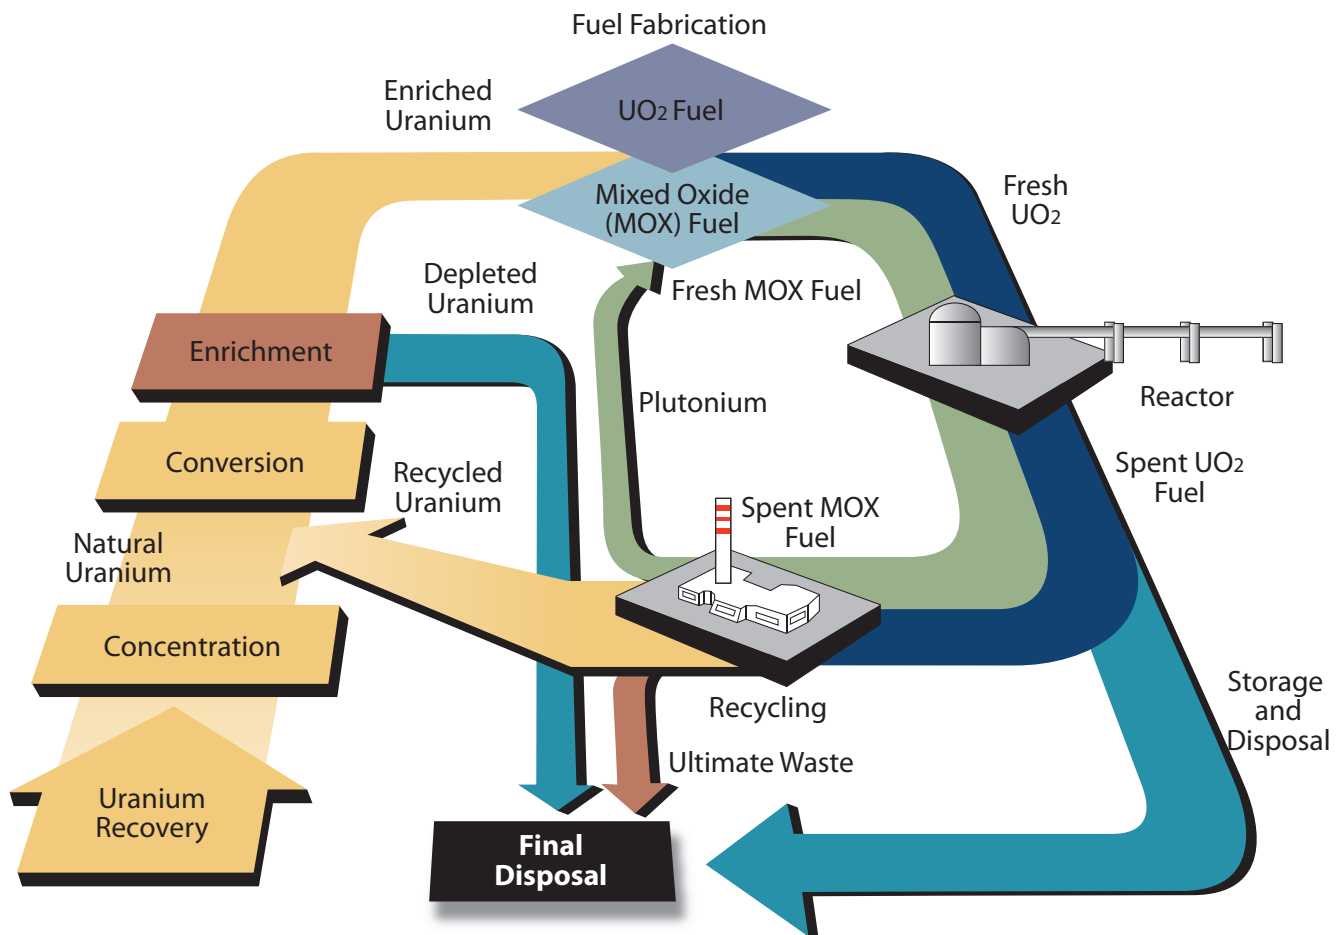 Fuel Fabrication
UO2 Fuel
Enriched
Uranium
Mixed Oxide
(MOX) Fuel
Fresh
UO2
Depleted
Uranium
Fresh MOX Fuel
Enrichment
Plutonium
Reactor
Conversion
Recycled
Uranium
Spent UO2
Fuel
Spent MOX
Fuel
Natural
Uranium
Concentration
Recycling
Storage
and
Disposal
Ultimate Waste
Uranium
Recovery
Final
Disposal